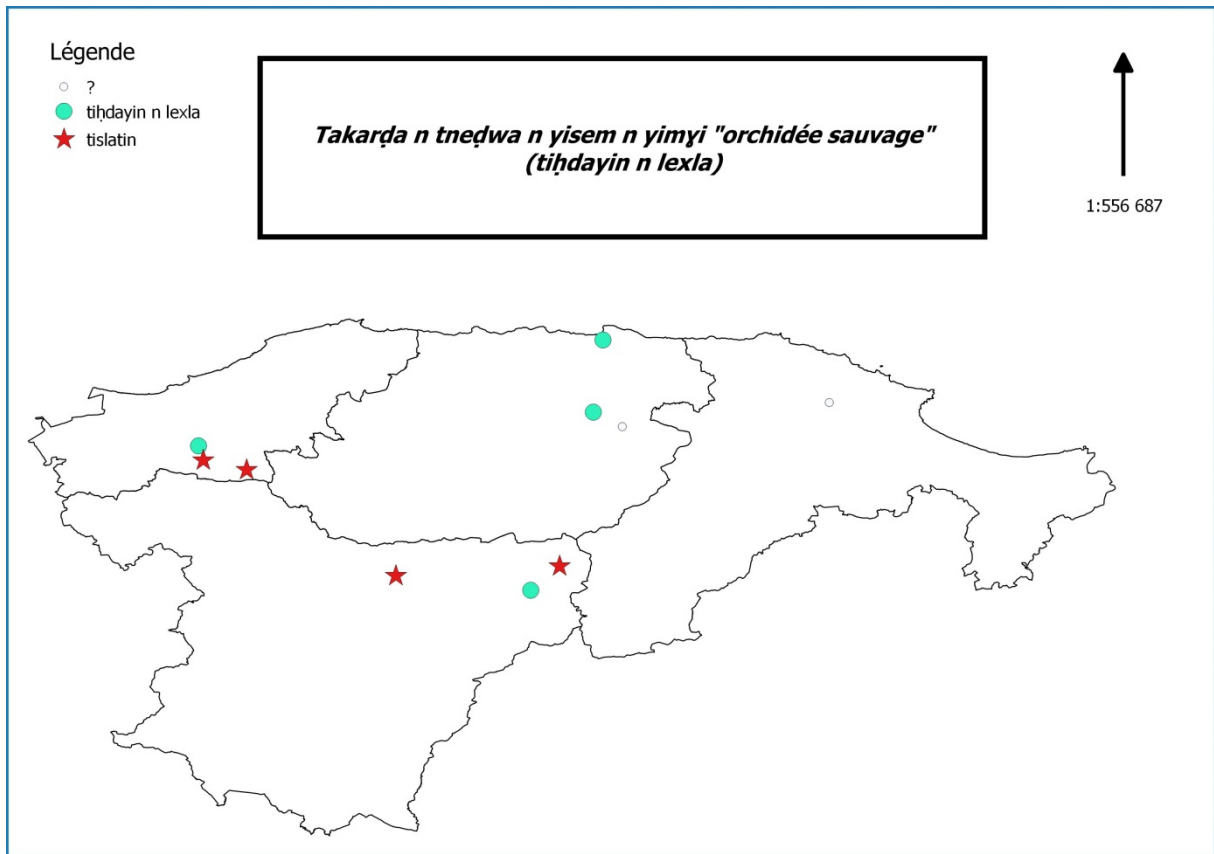 Légende
?
tiḥdayin n lexla
tislatin
Takarḍa n tneḍwa n yisem n yimɣi "orchidée sauvage"
(tiḥdayin n lexla)
1:556 687